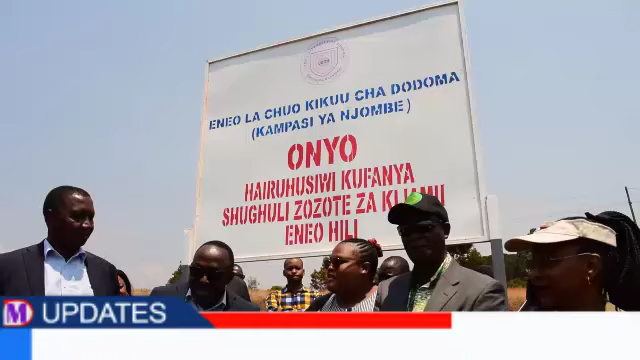 ENEO LA CHUO KIKUU CHA DODOMA
(KAMPASI YA NJOMBE)
ONYO
HAIRUHUSIWI KUFANYA
SHUGHULI ZOZOTE ZA KIJAMII
ENEO HILI
M UPDATES